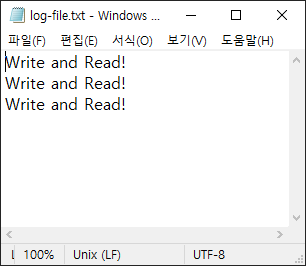 log-file.txt - Windows ...
파일(F) 편집(E) 서식(O) 보기(V) 도움말(H)
Write and Read!
Write and Read!
Write and Read!
100% Unix (LF) UTF-8